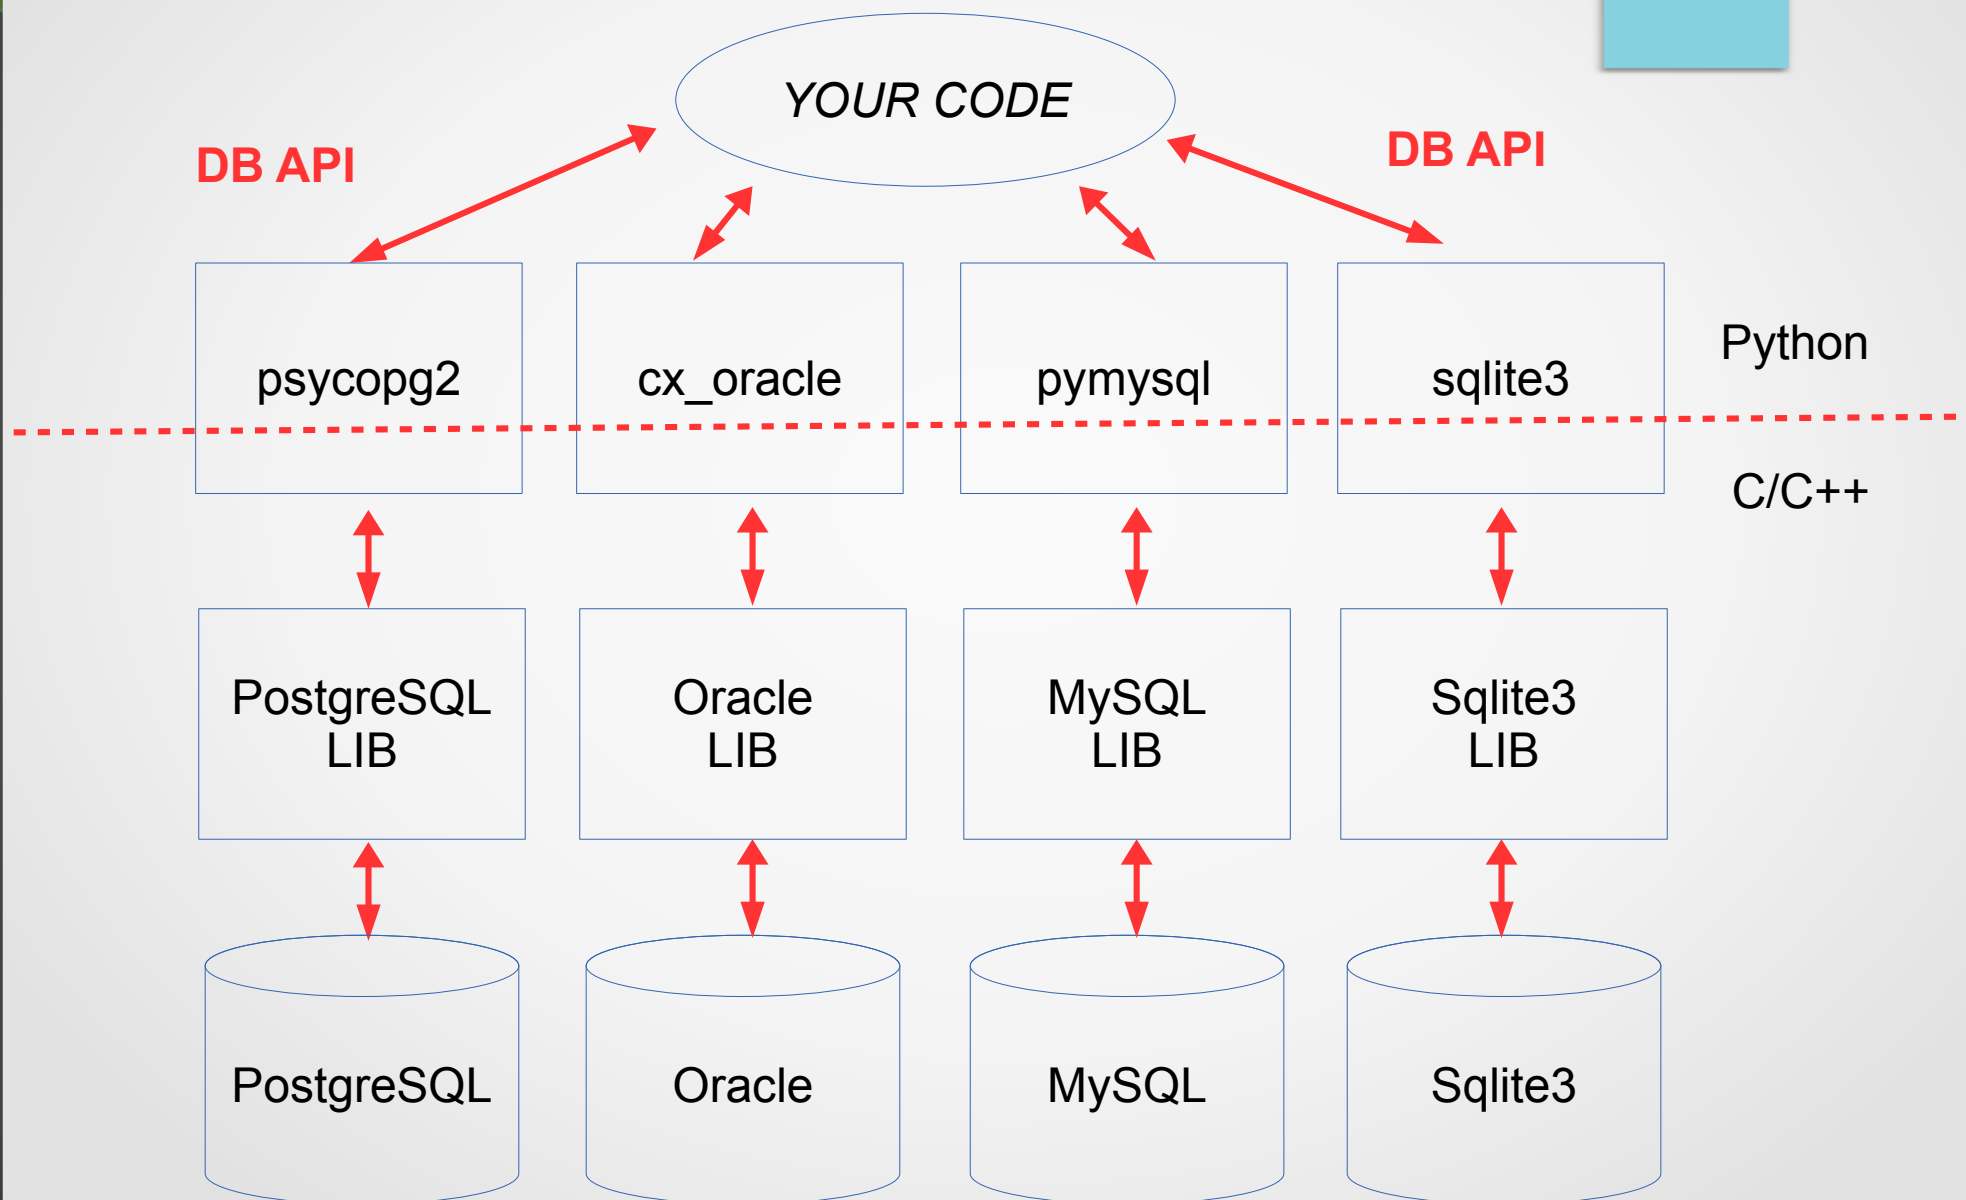 YOUR CODE
DB API
DB API
psycopg2
cx_oracle
pymysql
sqlite3
Python
C/C++
PostgreSQL
LIB
Oracle
LIB
MySQL
LIB
Sqlite3
LIB
PostgreSQL
Oracle
MySQL
Sqlite3